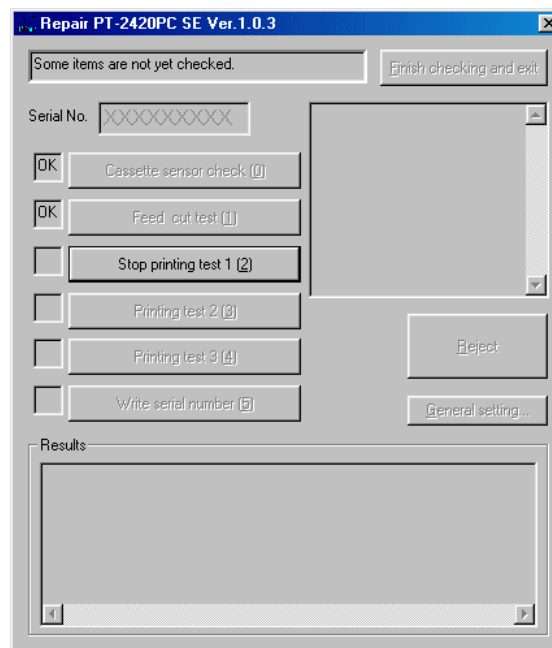 Repair PT-2420PC SE Ver.1.0.3
Some items are not yet checked.
Finish checking and exit
Serial No. XXXXXXXXX
OK Cassette sensor check (0)
OK Feed cut test (1)
Stop printing test 1 (2)
Printing test 2 (3)
Printing test 3 (4)
Reject
Write serial number (5)
General setting...
Results